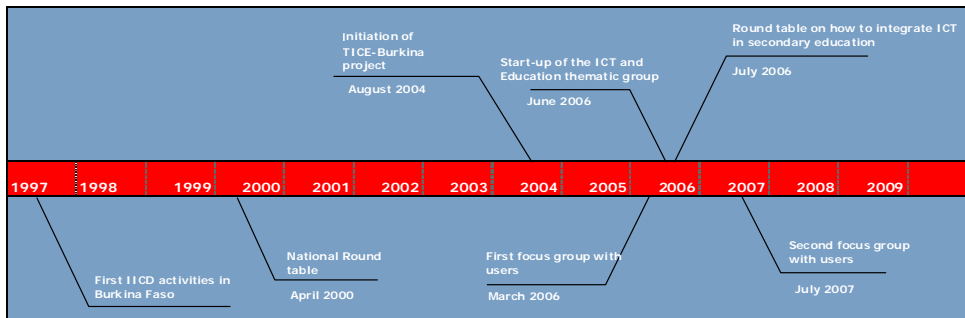 Initiation of
TICE-Burkina
project
August 2004
Start-up of the ICT and
Education thematic group
June 2006
Round table on how to integrate ICT
in secondary education
July 2006
1997 1998 1999 2000 2001 2002 2003 2004 2005 2006 2007 2008 2009
First IICD activities in
Burkina Faso
National Round
table
April 2000
First focus group with
users
March 2006
Second focus group
with users
July 2007